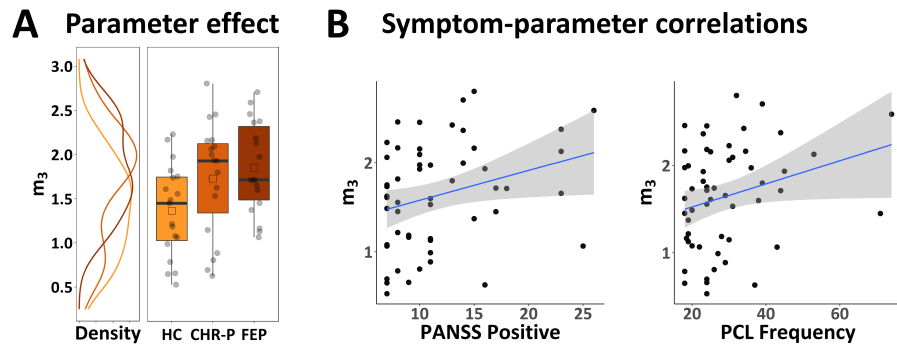 A Parameter effect
B Symptom-parameter correlations
m3
3.0
2.5
2.0
1.5
1.0
0.5
Density
HC CHR-P FEP
m3
2
1
10 15 20 25
PANSS Positive
m3
2
1
20 40 60
PCL Frequency